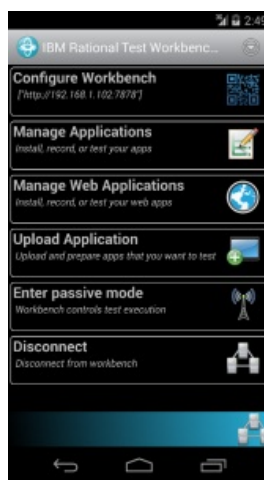 2:49
IBM Rational Test Workbenc...
Configure Workbench
["http://192.168.1.102:7878"]
Manage Applications
Install, record, or test your apps
Manage Web Applications
Install, record, or test your web apps
Upload Application
Upload and prepare apps that you want to test
Enter passive mode
Workbench controls test execution
Disconnect
Disconnect from workbench